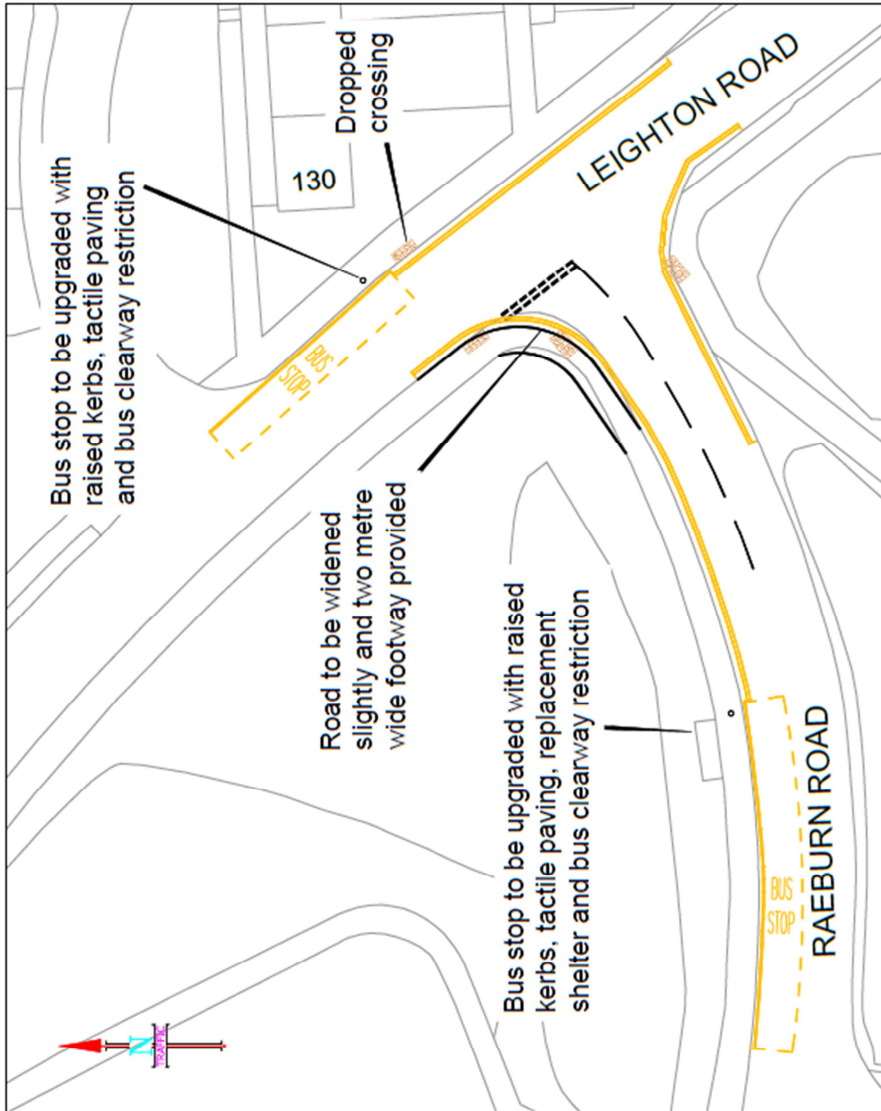 Bus stop to be upgraded with
raised kerbs, tactile paving
and bus clearway restriction
Dropped
crossing
130
LEIGHTON ROAD
BUS
STOP
Road to be widened
slightly and two metre
wide footway provided
Bus stop to be upgraded with raised
kerbs, tactile paving, replacement
shelter and bus clearway restriction
BUS
STOP
RAEBURN ROAD
N
TRAFFIC